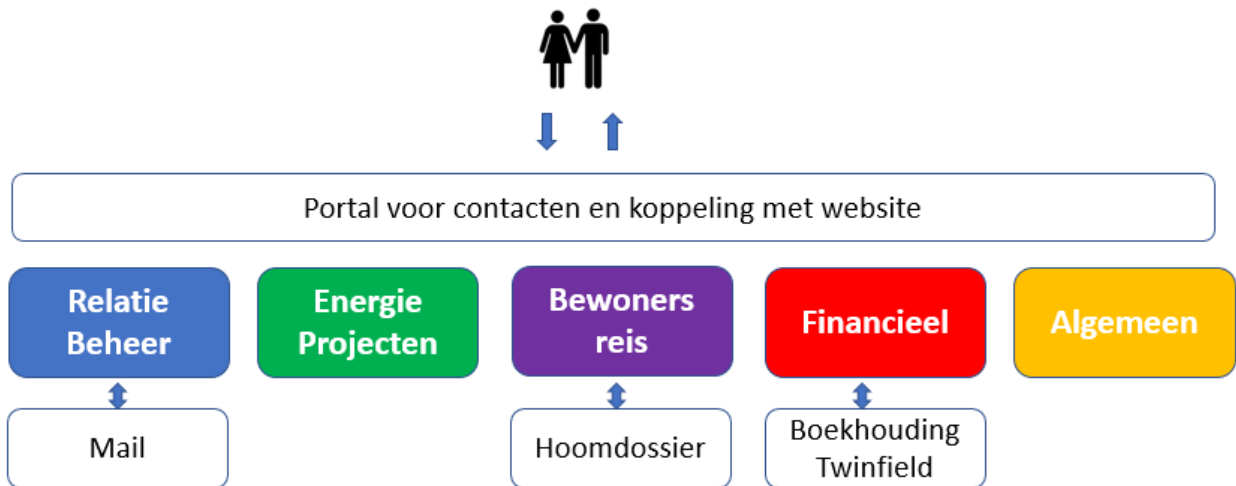 Portal voor contacten en koppeling met website
Relatie
Beheer
Energie
Projecten
Bewoners
reis
Financieel
Algemeen
Mail
Hoomdossier
Boekhouding
Twinfield